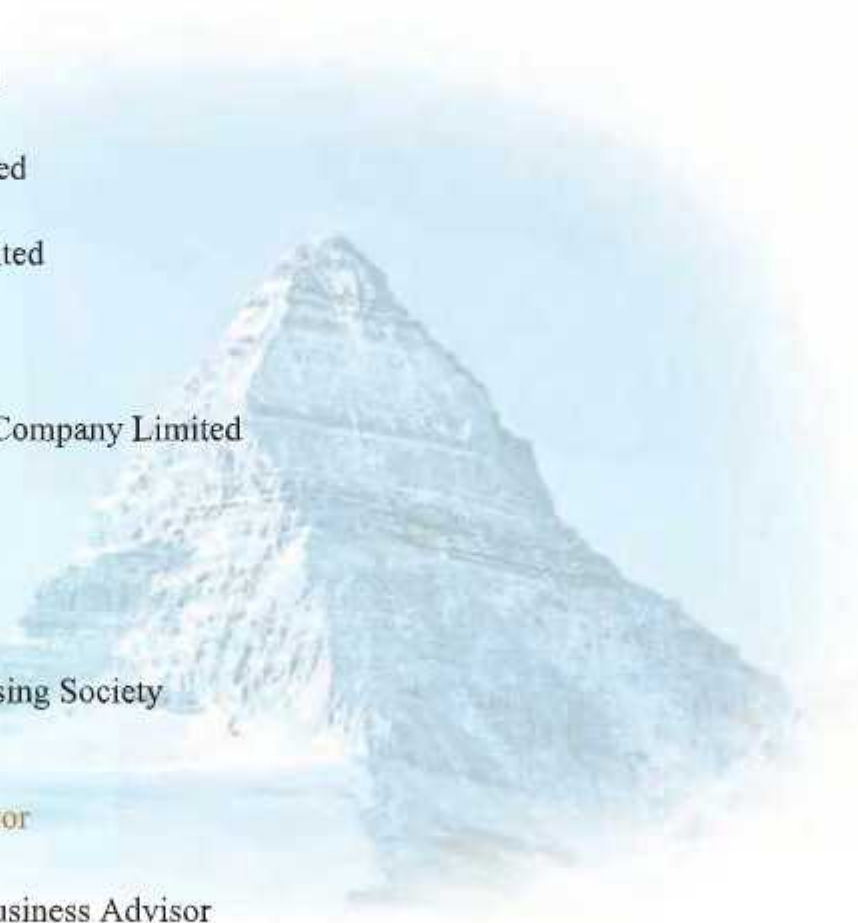 ed
ted
Company Limited
sing Society
or
usiness Advisor